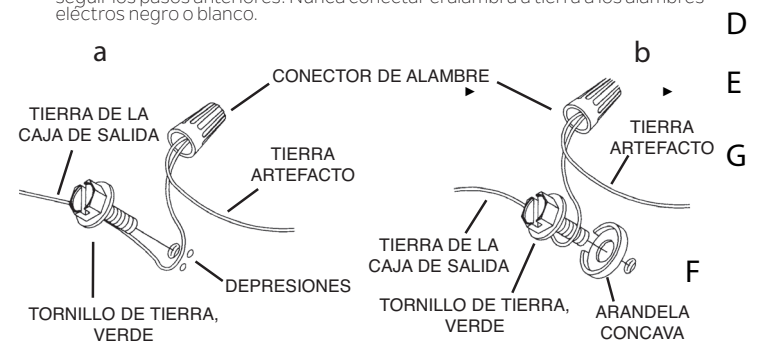 seguir los pasos anteriores. Nunca conectar el alambra a tierra a los alambres
eléctros negro o blanco.
D
a
b
CONECTOR DE ALAMBRE
E
TIERRA DE LA
CAJA DE SALIDA
TIERRA
ARTEFACTO
TIERRA
ARTEFACTO
G
TIERRA DE LA
CAJA DE SALIDA
DEPRESIONES
F
TORNILLO DE TIERRA,
VERDE
TORNILLO DE TIERRA,
VERDE
ARANDELA
CONCAVA